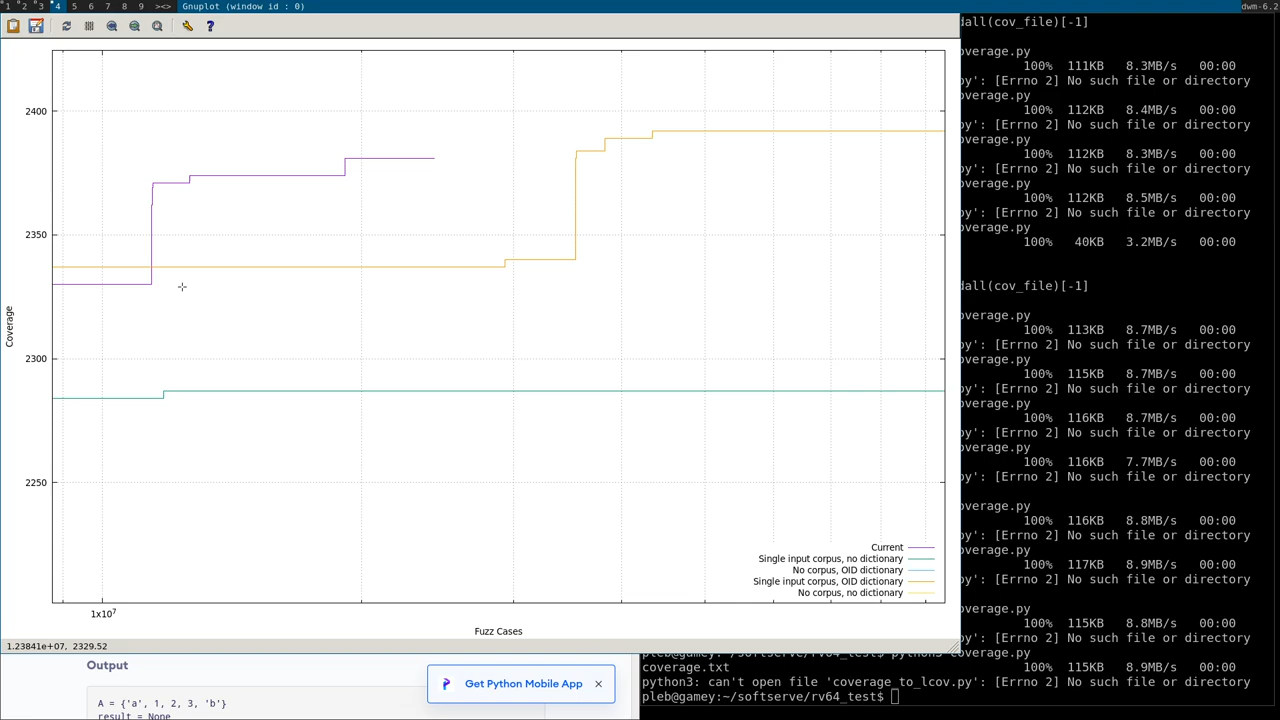 1 2 3 4 5 6 7 8 9 ><> Gnuplot (window id : 0) dwm-6.2
2400
2350
2300
2250
Coverage
1x10⁷
Fuzz Cases
Current
Single input corpus, no dictionary
No corpus, OID dictionary
Single input corpus, OID dictionary
No corpus, no dictionary
1.23841e+07, 2329.52
Output
A = {'a', 1, 2, 3, 'b'}
result = None
Get Python Mobile App
dall(cov_file)[-1]
overage.py
100% 111KB 8.3MB/s 00:00
py': [Errno 2] No such file or directory
overage.py
100% 112KB 8.4MB/s 00:00
py': [Errno 2] No such file or directory
overage.py
100% 112KB 8.3MB/s 00:00
py': [Errno 2] No such file or directory
overage.py
100% 112KB 8.5MB/s 00:00
py': [Errno 2] No such file or directory
overage.py
100% 40KB 3.2MB/s 00:00
dall(cov_file)[-1]
overage.py
100% 113KB 8.7MB/s 00:00
py': [Errno 2] No such file or directory
overage.py
100% 115KB 8.7MB/s 00:00
py': [Errno 2] No such file or directory
overage.py
100% 116KB 8.7MB/s 00:00
py': [Errno 2] No such file or directory
overage.py
100% 116KB 7.7MB/s 00:00
py': [Errno 2] No such file or directory
overage.py
100% 116KB 8.8MB/s 00:00
py': [Errno 2] No such file or directory
overage.py
100% 117KB 8.9MB/s 00:00
py': [Errno 2] No such file or directory
overage.py
100% 115KB 8.8MB/s 00:00
py': [Errno 2] No such file or directory
pleb@gamey:~/softserve/rv64_test$ python3 coverage.py
coverage.txt 100% 115KB 8.9MB/s 00:00
python3: can't open file 'coverage_to_lcov.py': [Errno 2] No such file or directory
pleb@gamey:~/softserve/rv64_test$